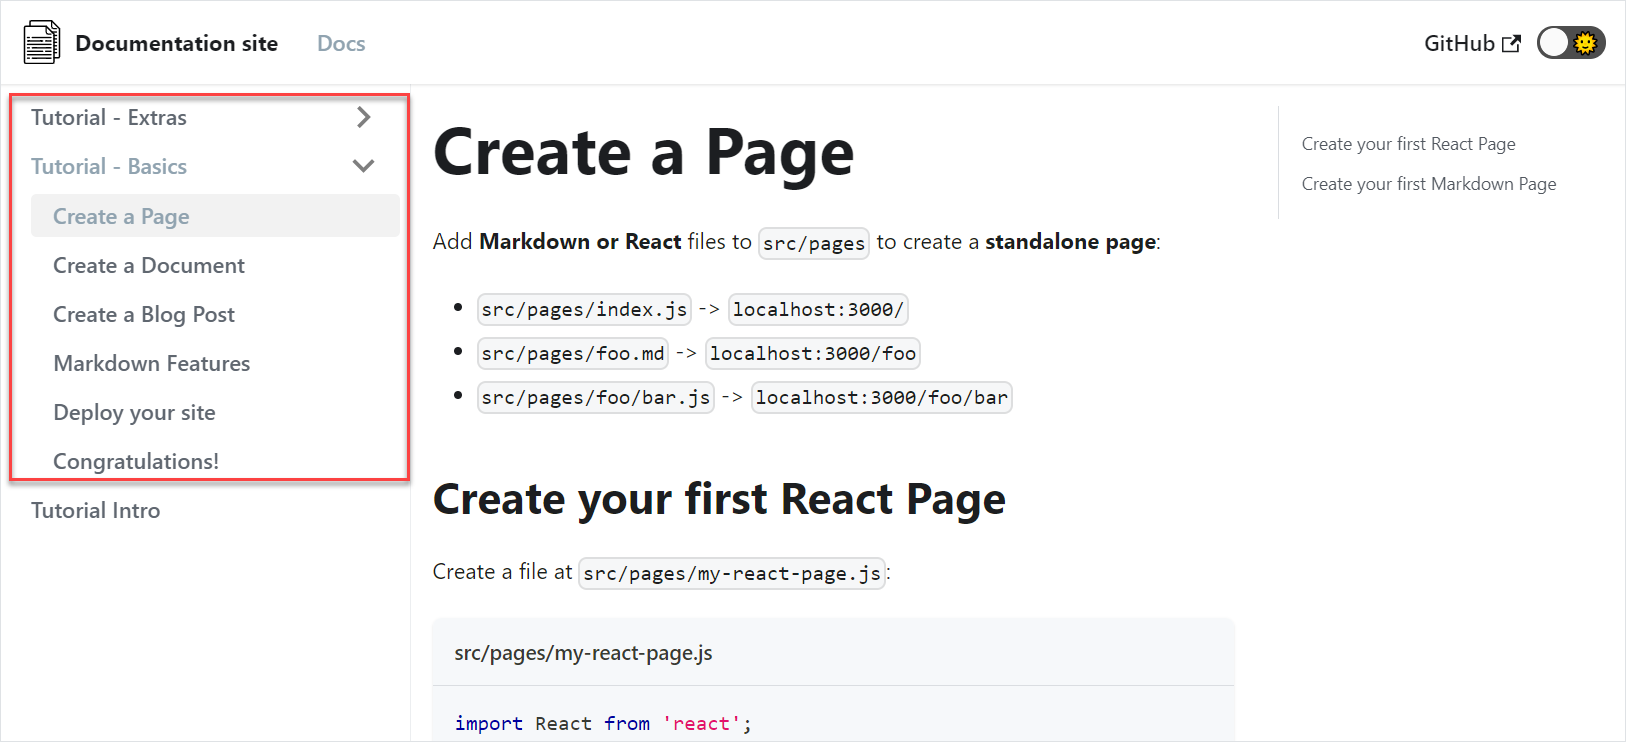 Documentation site Docs GitHub
Tutorial - Extras
Tutorial - Basics
Create a Page
Create a Document
Create a Blog Post
Markdown Features
Deploy your site
Congratulations!
Tutorial Intro
Create a Page
Add Markdown or React files to src/pages to create a standalone page:
src/pages/index.js -> localhost:3000/
src/pages/foo.md -> localhost:3000/foo
src/pages/foo/bar.js -> localhost:3000/foo/bar
Create your first React Page
Create a file at src/pages/my-react-page.js:
src/pages/my-react-page.js
import React from 'react';
Create your first React Page
Create your first Markdown Page